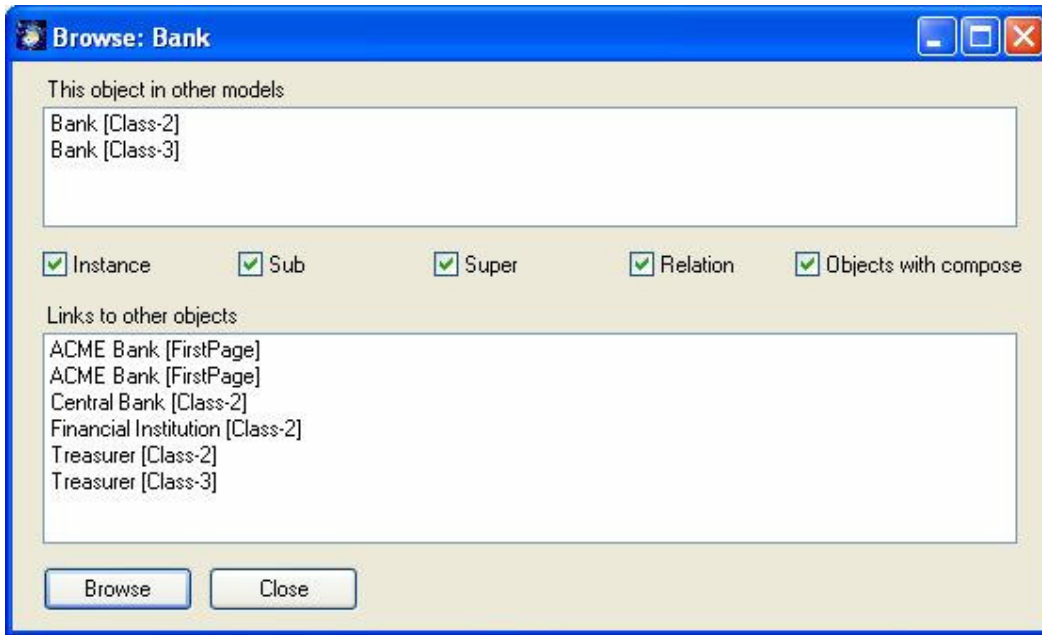 Browse: Bank
This object in other models
Bank [Class-2]
Bank [Class-3]
Instance Sub Super Relation Objects with compose
Links to other objects
ACME Bank [FirstPage]
ACME Bank [FirstPage]
Central Bank [Class-2]
Financial Institution [Class-2]
Treasurer [Class-2]
Treasurer [Class-3]
Browse Close